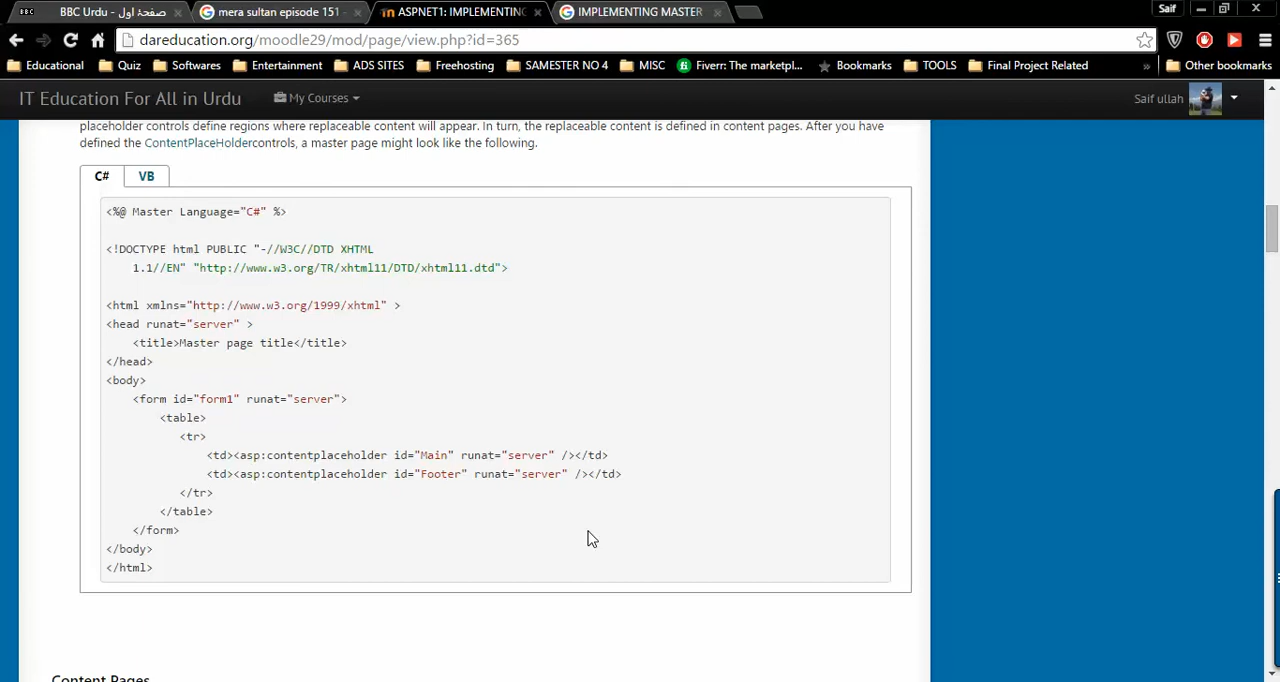 BBC
BBC Urdu - صفحۂ اول
mera sultan episode 151 -
ASPNET1: IMPLEMENTING
IMPLEMENTING MASTER
Saif
dareducation.org/moodle29/mod/page/view.php?id=365
Educational
Quiz
Softwares
Entertainment
ADS SITES
Freehosting
SAMESTER NO 4
MISC
Fiverr: The marketpl...
Bookmarks
TOOLS
Final Project Related
»
Other bookmarks
IT Education For All in Urdu
My Courses
Saif ullah
placeholder controls define regions where replaceable content will appear. In turn, the replaceable content is defined in content pages. After you have
defined the ContentPlaceHoldercontrols, a master page might look like the following.
C#
VB
<%@ Master Language="C#" %>
<!DOCTYPE html PUBLIC "-//W3C//DTD XHTML
1.1//EN" "http://www.w3.org/TR/xhtml11/DTD/xhtml11.dtd">
<html xmlns="http://www.w3.org/1999/xhtml" >
<head runat="server" >
<title>Master page title</title>
</head>
<body>
<form id="form1" runat="server">
<table>
<tr>
<td><asp:contentplaceholder id="Main" runat="server" /></td>
<td><asp:contentplaceholder id="Footer" runat="server" /></td>
</tr>
</table>
</form>
</body>
</html>
Content Pages